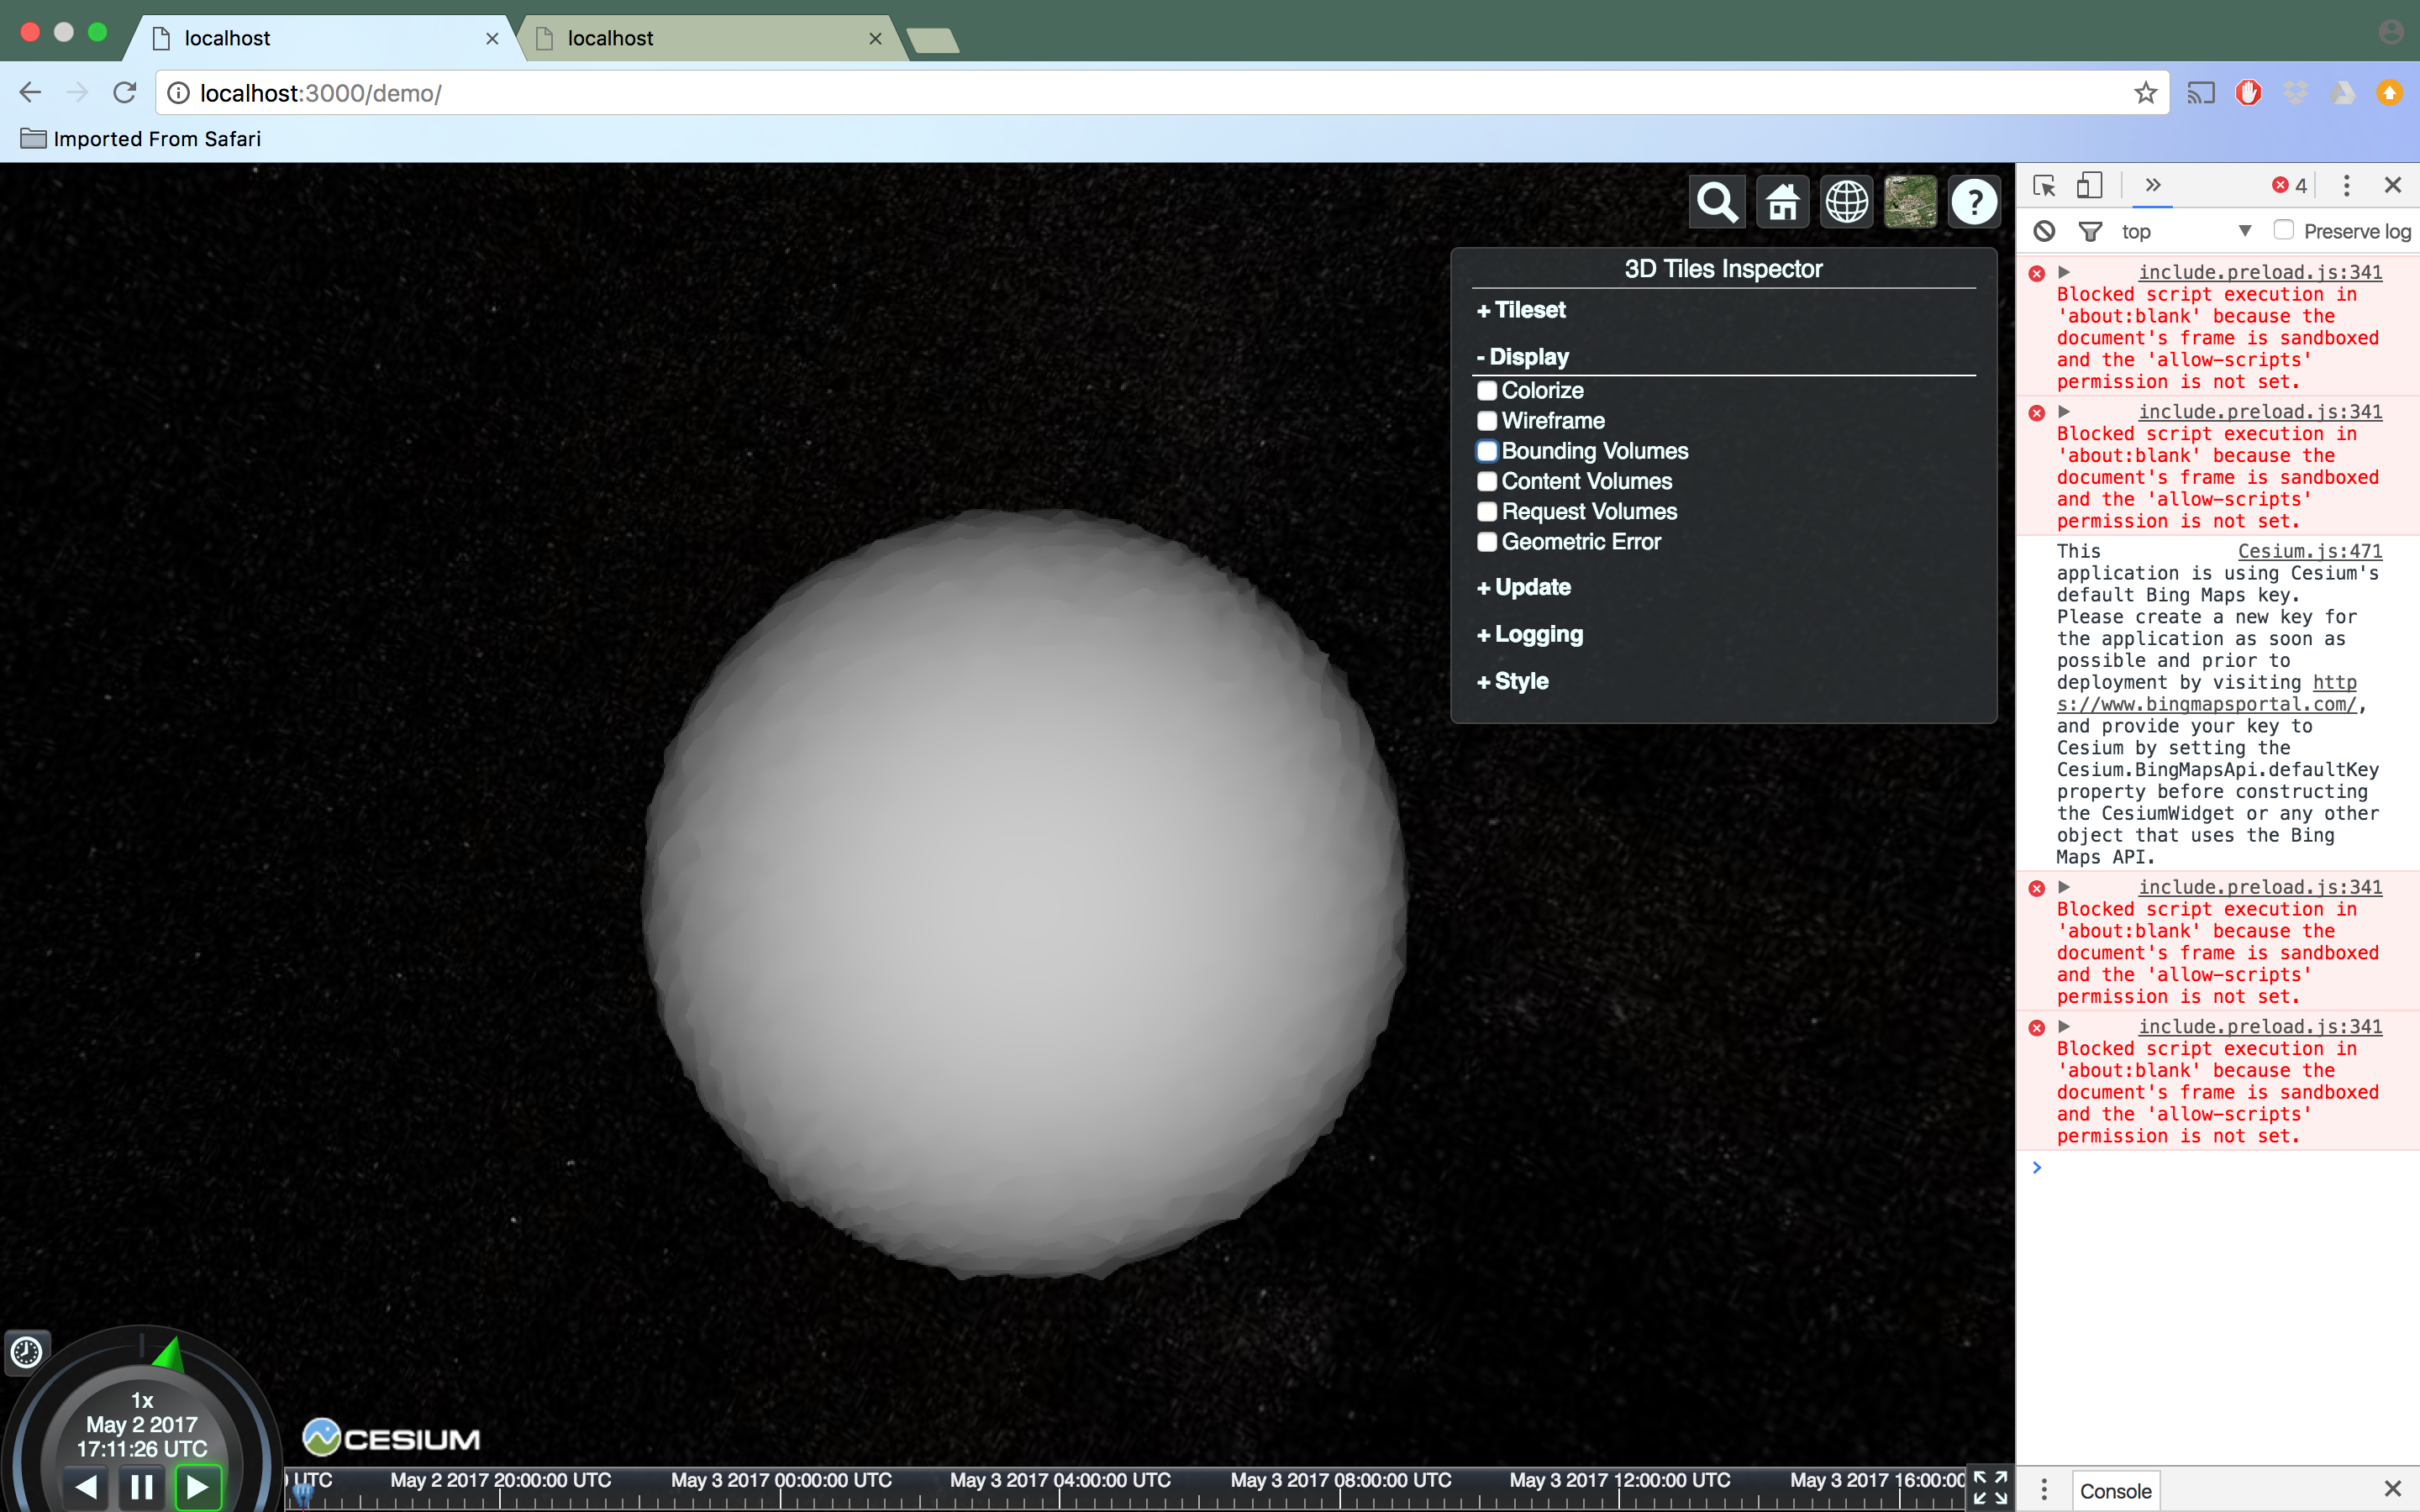 localhost
localhost
localhost:3000/demo/
Imported From Safari
3D Tiles Inspector
+ Tileset
- Display
Colorize
Wireframe
Bounding Volumes
Content Volumes
Request Volumes
Geometric Error
+ Update
+ Logging
+ Style
1x
May 2 2017
17:11:26 UTC
CESIUM
UTC
May 2 2017 20:00:00 UTC
May 3 2017 00:00:00 UTC
May 3 2017 04:00:00 UTC
May 3 2017 08:00:00 UTC
May 3 2017 12:00:00 UTC
May 3 2017 16:00:00
4
top
Preserve log
include.preload.js:341
Blocked script execution in
'about:blank' because the
document's frame is sandboxed
and the 'allow-scripts'
permission is not set.
include.preload.js:341
Blocked script execution in
'about:blank' because the
document's frame is sandboxed
and the 'allow-scripts'
permission is not set.
This Cesium.js:471
application is using Cesium's
default Bing Maps key.
Please create a new key for
the application as soon as
possible and prior to
deployment by visiting http
s://www.bingmapsportal.com/,
and provide your key to
Cesium by setting the
Cesium.BingMapsApi.defaultKey
property before constructing
the CesiumWidget or any other
object that uses the Bing
Maps API.
include.preload.js:341
Blocked script execution in
'about:blank' because the
document's frame is sandboxed
and the 'allow-scripts'
permission is not set.
include.preload.js:341
Blocked script execution in
'about:blank' because the
document's frame is sandboxed
and the 'allow-scripts'
permission is not set.
Console